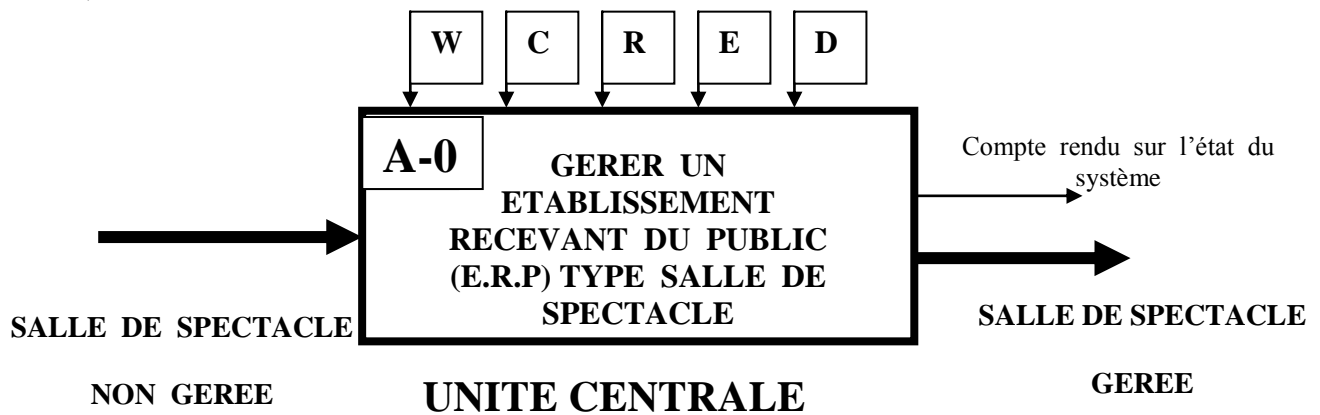 W C R E D
A-0
GERER UN
ETABLISSEMENT
RECEVANT DU PUBLIC
(E.R.P) TYPE SALLE DE
SPECTACLE
Compte rendu sur l'état du
système
SALLE DE SPECTACLE
NON GEREE
SALLE DE SPECTACLE
GEREE
UNITE CENTRALE